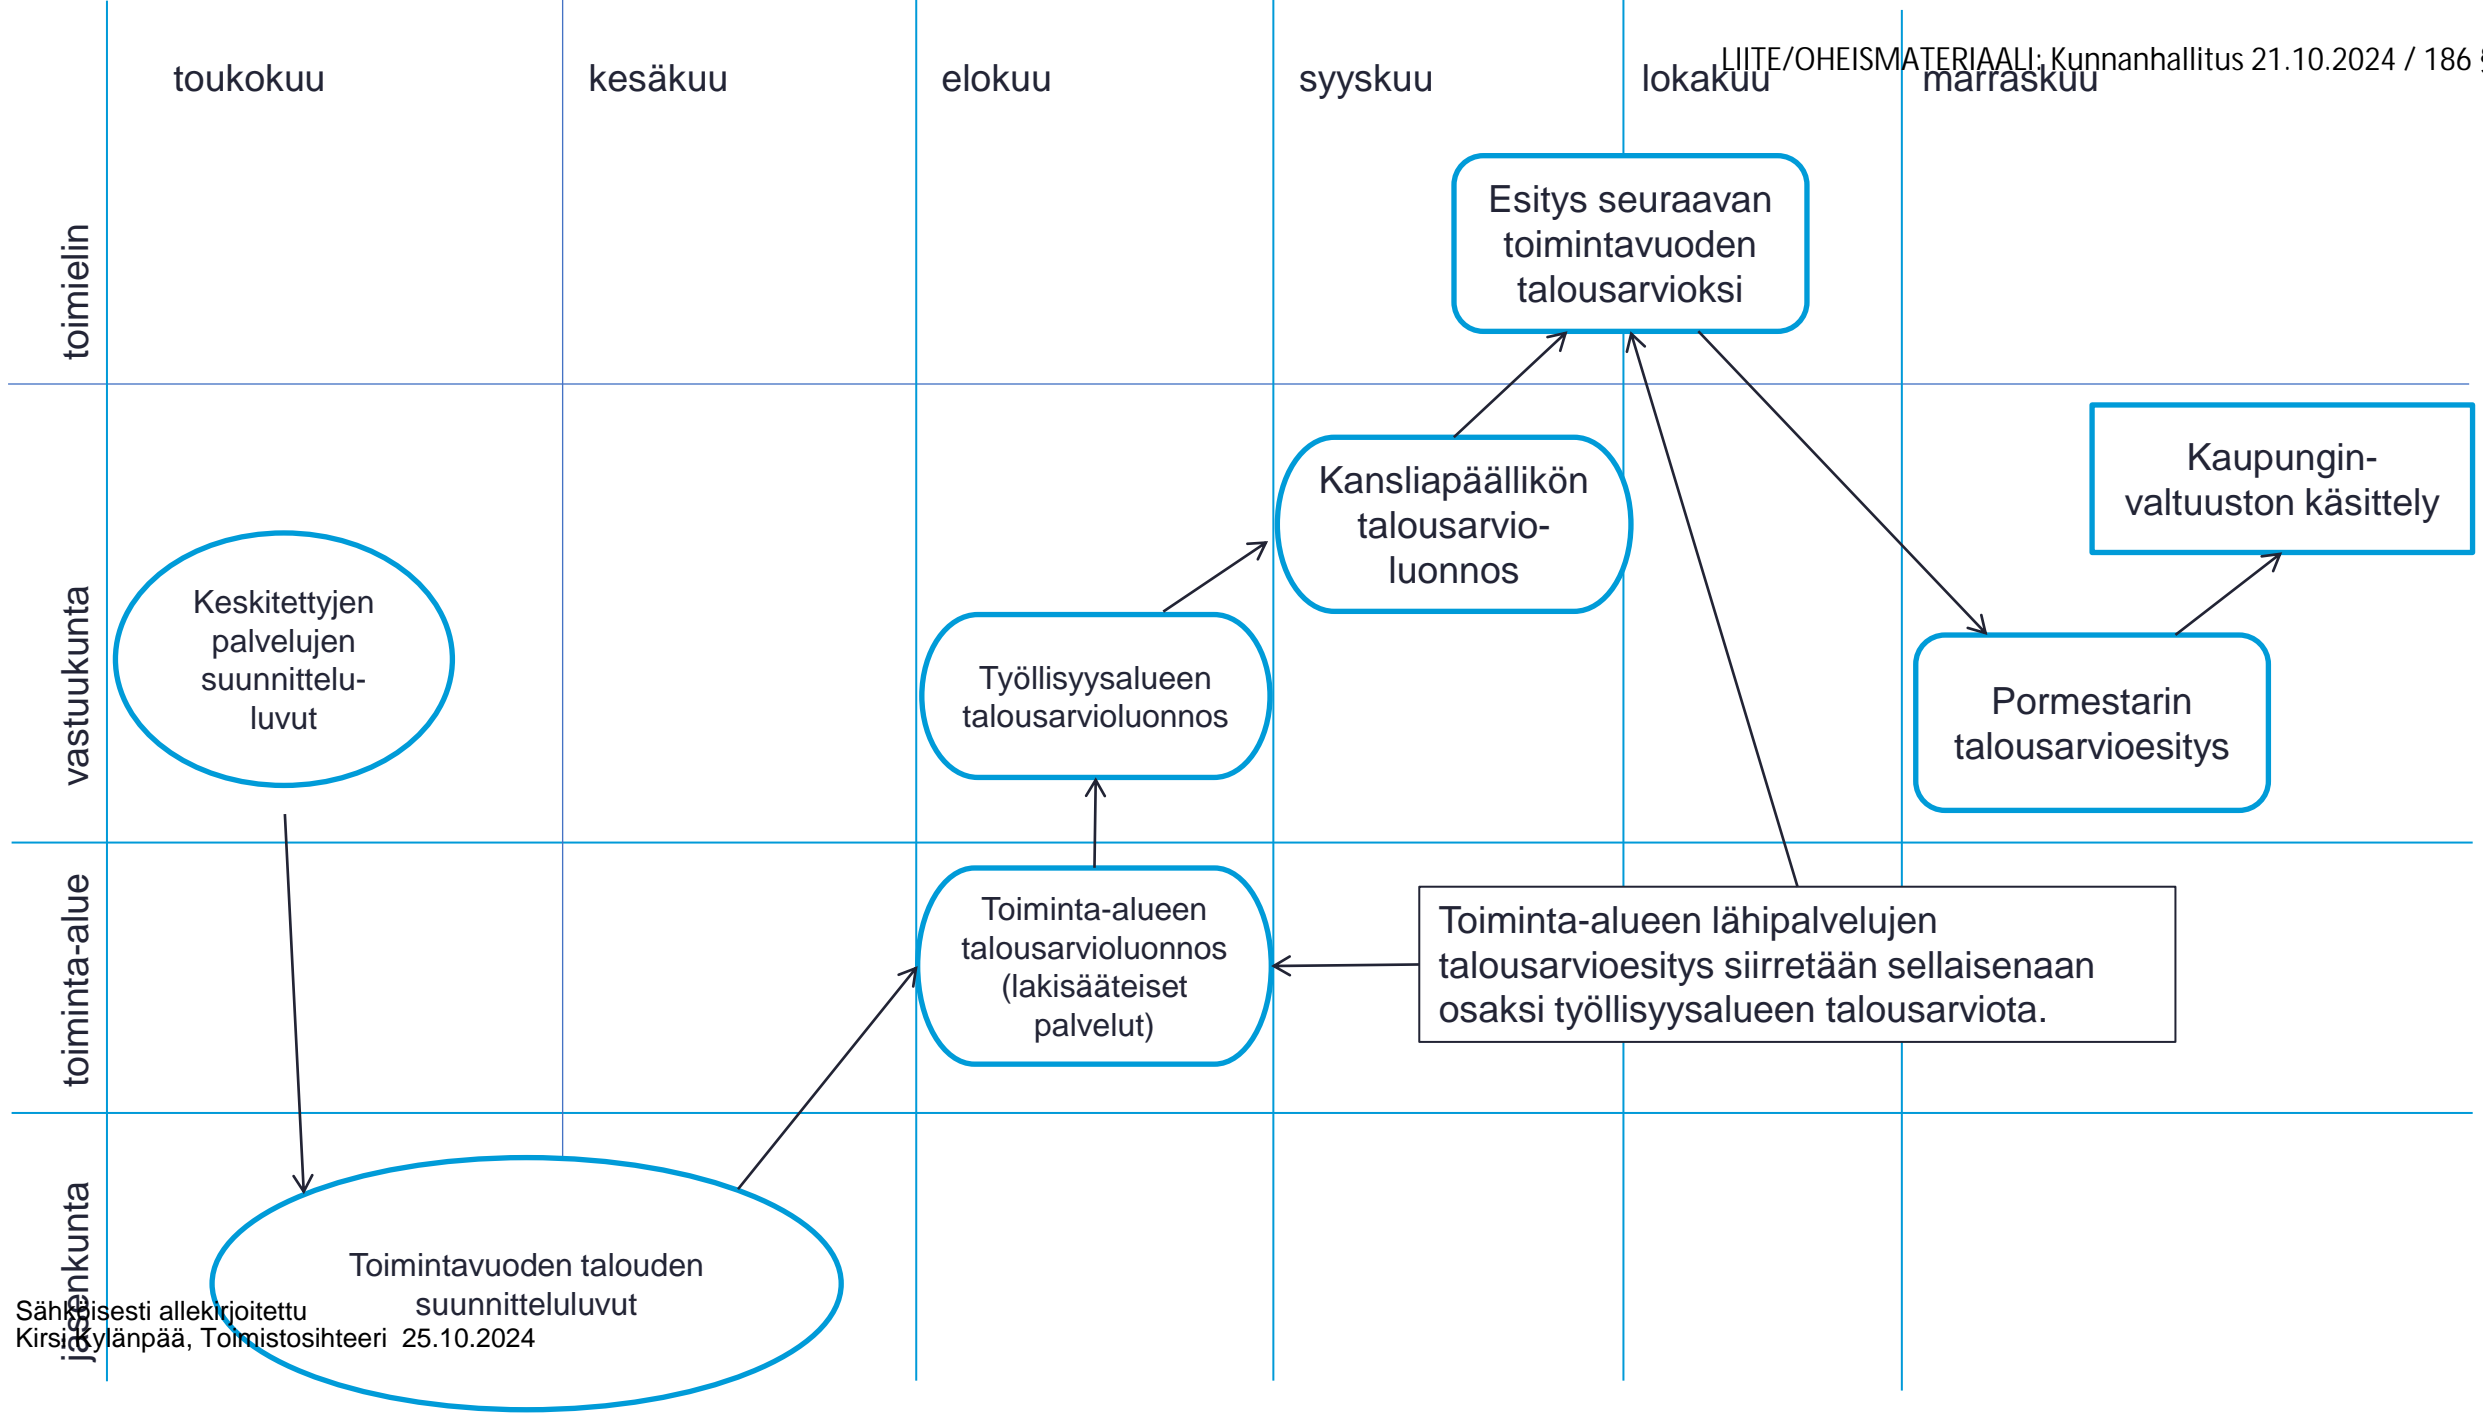 LIITE/OHEISMATERIAALI: Kunnanhallitus 21.10.2024 / 186
toukokuu
kesäkuu
elokuu
syyskuu
lokakuu
marraskuu
toimielin
Esitys seuraavan
toimintavuoden
talousarvioksi
vastuukunta
Keskitettyjen
palvelujen
suunnittelu-
luvut
Työllisyysalueen
talousarvioluonnos
Kansliapäällikön
talousarvio-
luonnos
Kaupungin-
valtuuston käsittely
Pormestarin
talousarvioesitys
toiminta-alue
Toiminta-alueen
talousarvioluonnos
(lakisääteiset
palvelut)
Toiminta-alueen lähipalvelujen
talousarvioesitys siirretään sellaisenaan
osaksi työllisyysalueen talousarviota.
jäsenkunta
Toimintavuoden talouden
suunnitteluluvut
Sähköisesti allekirjoitettu
Kirsi Kylänpää, Toimistosihteeri 25.10.2024